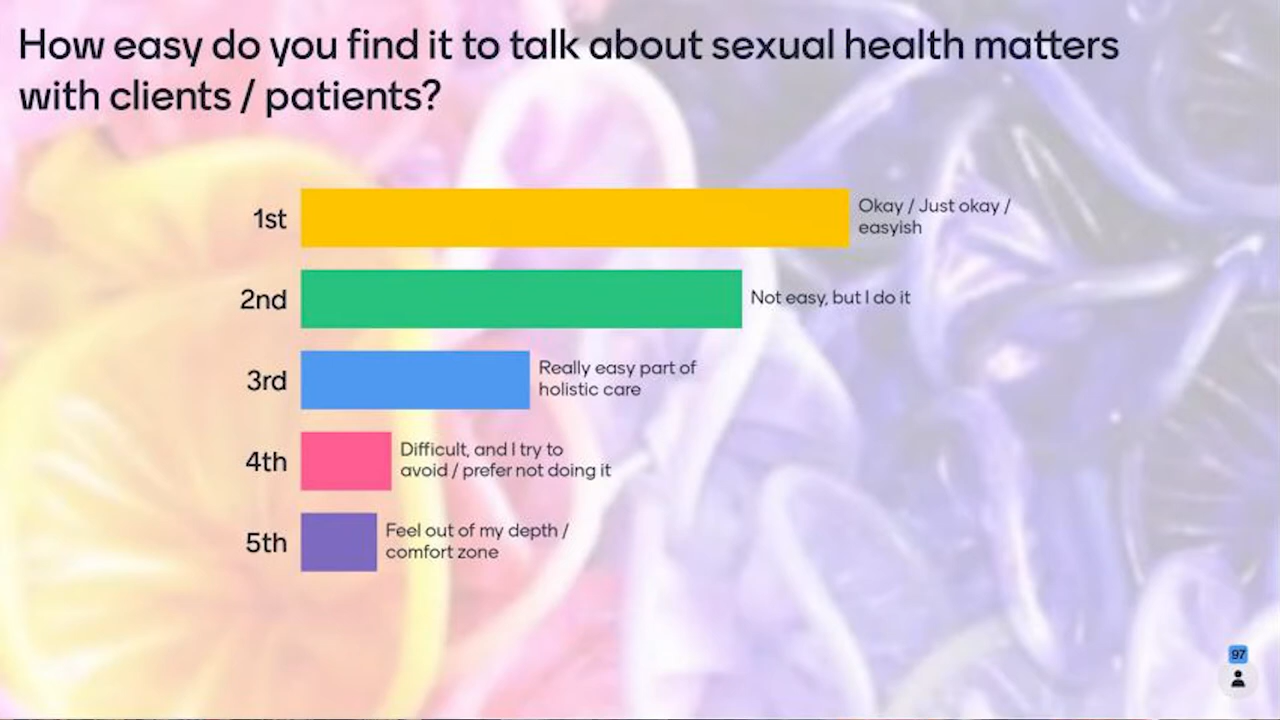 How easy do you find it to talk about sexual health matters
with clients / patients?
1st
Okay / Just okay /
easyish
2nd
Not easy, but I do it
3rd
Really easy part of
holistic care
4th
Difficult, and I try to
avoid / prefer not doing it
5th
Feel out of my depth /
comfort zone
97